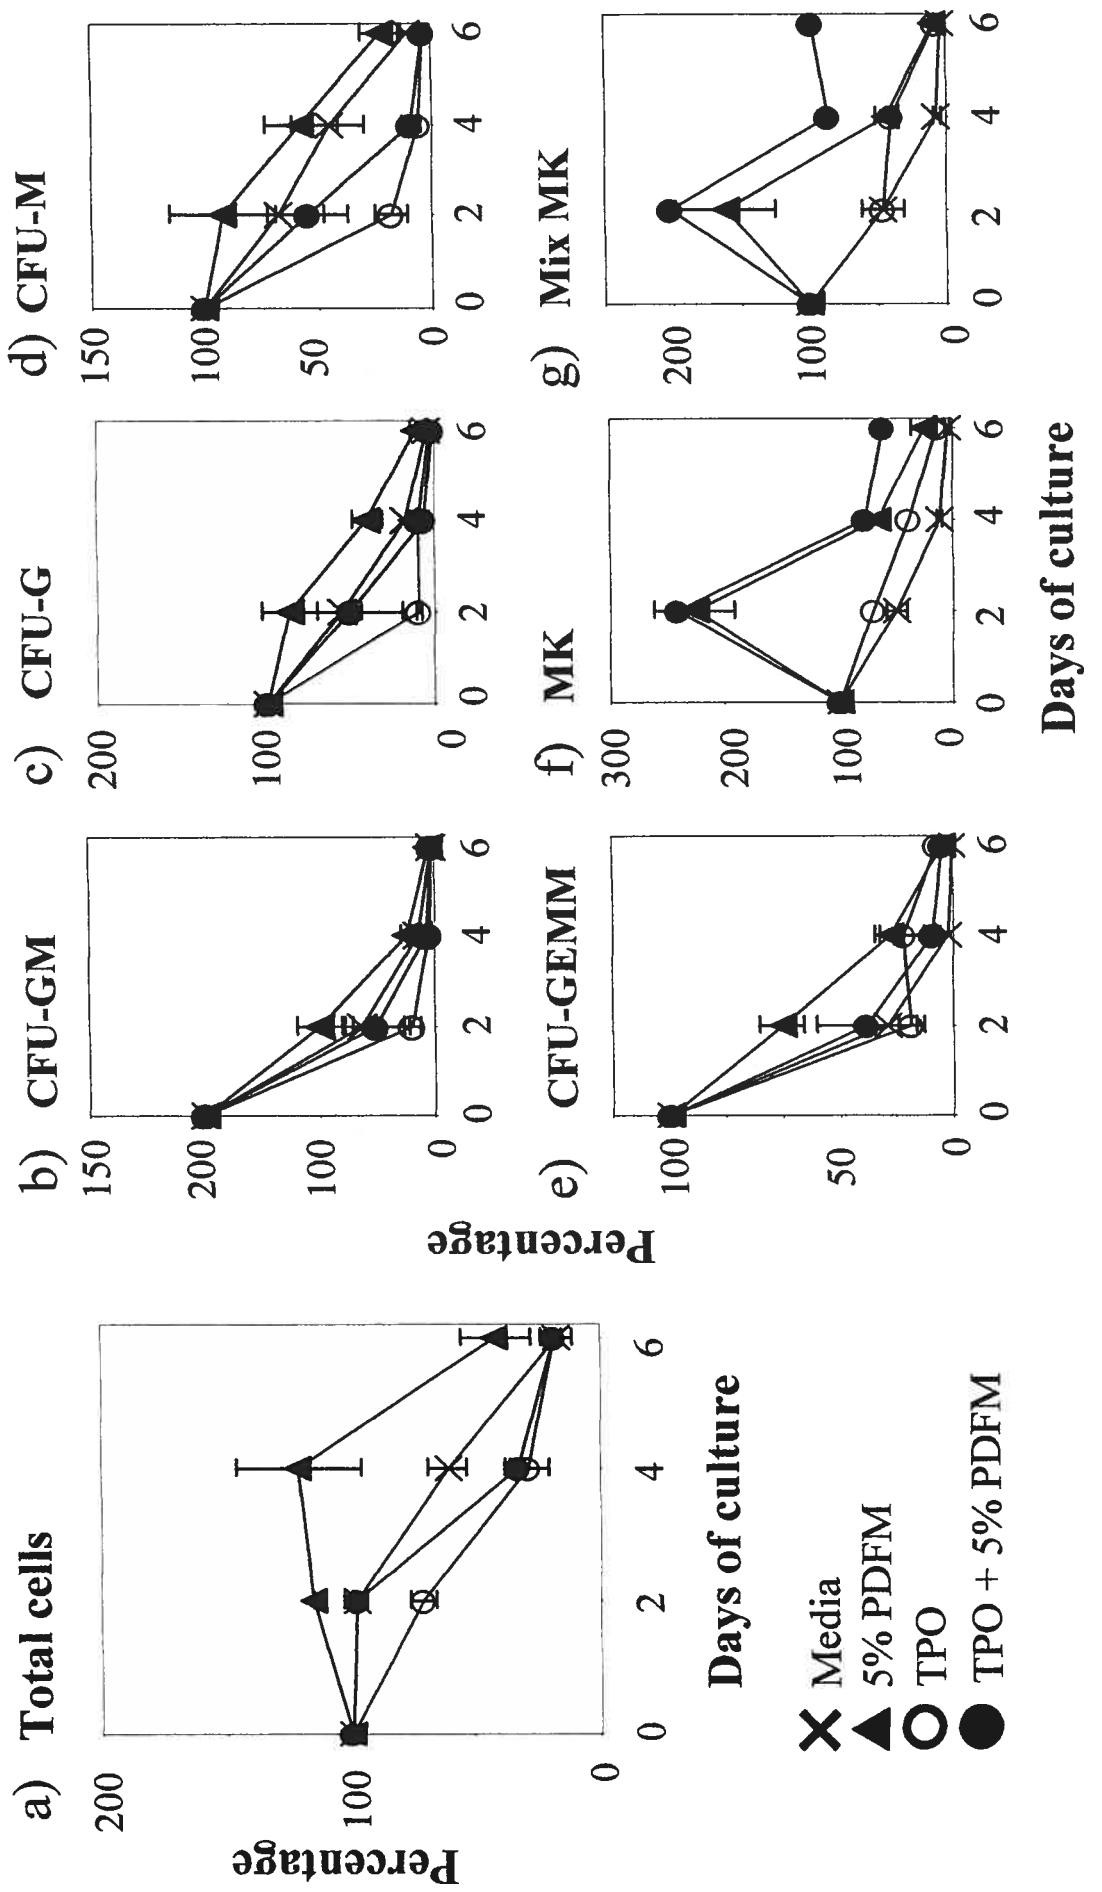 a) Total cells
200
100
0
0 2 4 6
Percentage
Days of culture
× Media
▲ 5% PDFM
○ TPO
● TPO + 5% PDFM
b) CFU-GM
150
200
100
0
0 2 4 6
c) CFU-G
200
100
0
0 2 4 6
d) CFU-M
150
100
50
0
0 2 4 6
Percentage
e) CFU-GEMM
100
50
0
0 2 4 6
f) MK
300
200
100
0
0 2 4 6
g) Mix MK
200
100
0
0 2 4 6
Days of culture